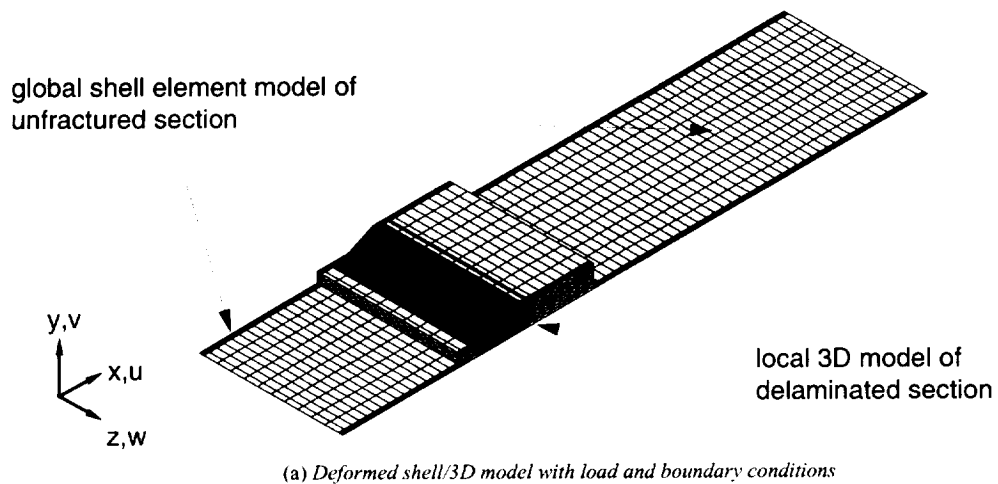 global shell element model of
unfractured section
y,v
x,u
z,w
local 3D model of
delaminated section
(a) Deformed shell/3D model with load and boundary conditions